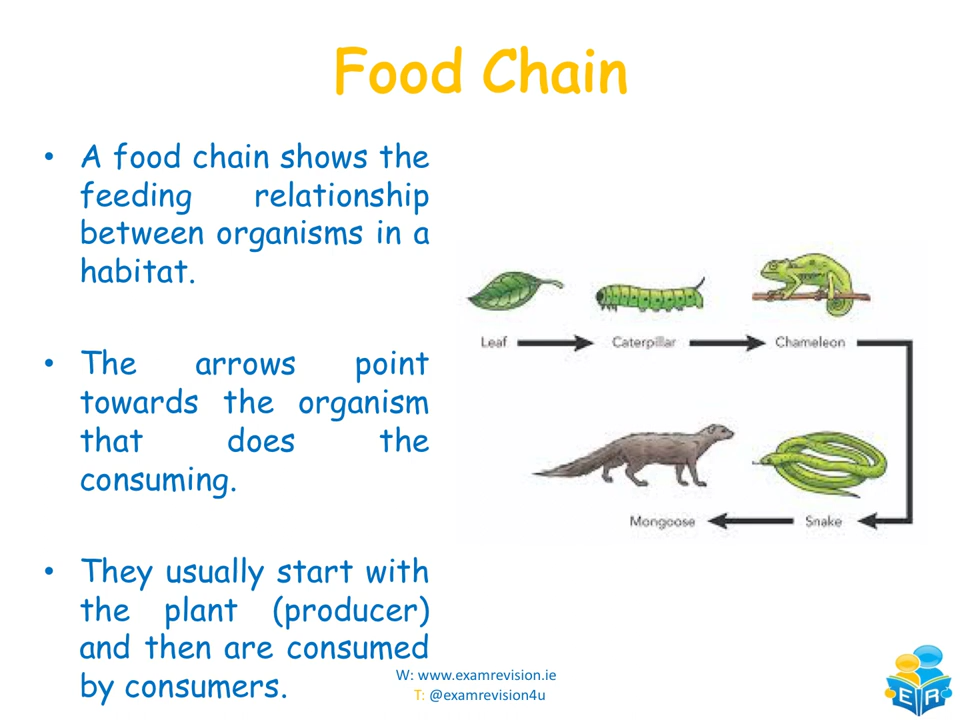 Food Chain
• A food chain shows the
feeding relationship
between organisms in a
habitat.
• The arrows point
towards the organism
that does the
consuming.
• They usually start with
the plant (producer)
and then are consumed
by consumers.
Leaf
Caterpillar
Chameleon
Mongoose
Snake
W: www.examrevision.ie
T: @examrevision4u
E R